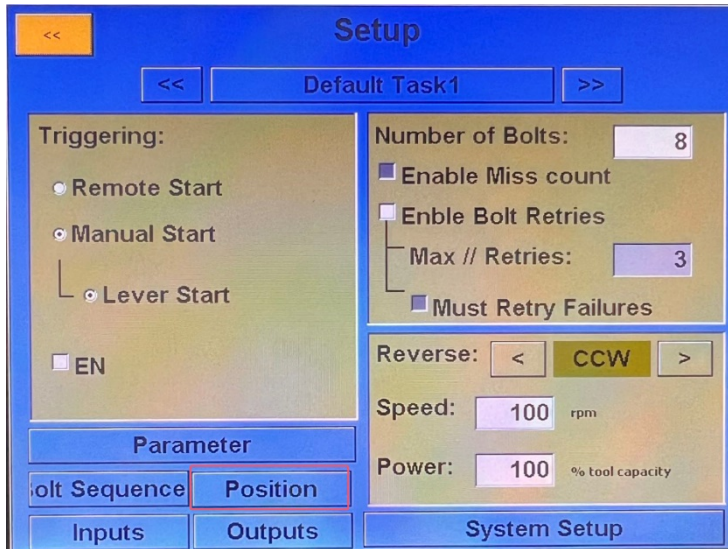 <<
Setup
<< Default Task1 >>
Triggering:
Remote Start
Manual Start
Lever Start
EN
Number of Bolts: 8
Enable Miss count
Enble Bolt Retries
Max // Retries: 3
Must Retry Failures
Reverse: < CCW >
Speed: 100 rpm
Power: 100 % tool capacity
Parameter
olt Sequence Position
Inputs Outputs
System Setup